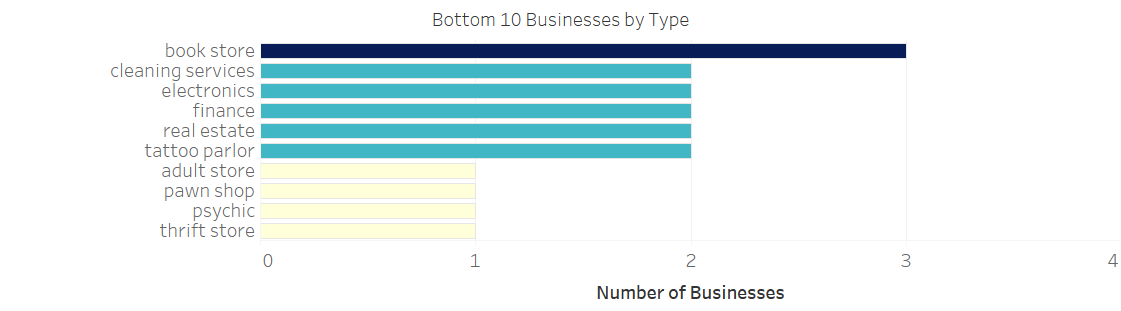 Bottom 10 Businesses by Type
book store
cleaning services
electronics
finance
real estate
tattoo parlor
adult store
pawn shop
psychic
thrift store
0 1 2 3 4
Number of Businesses